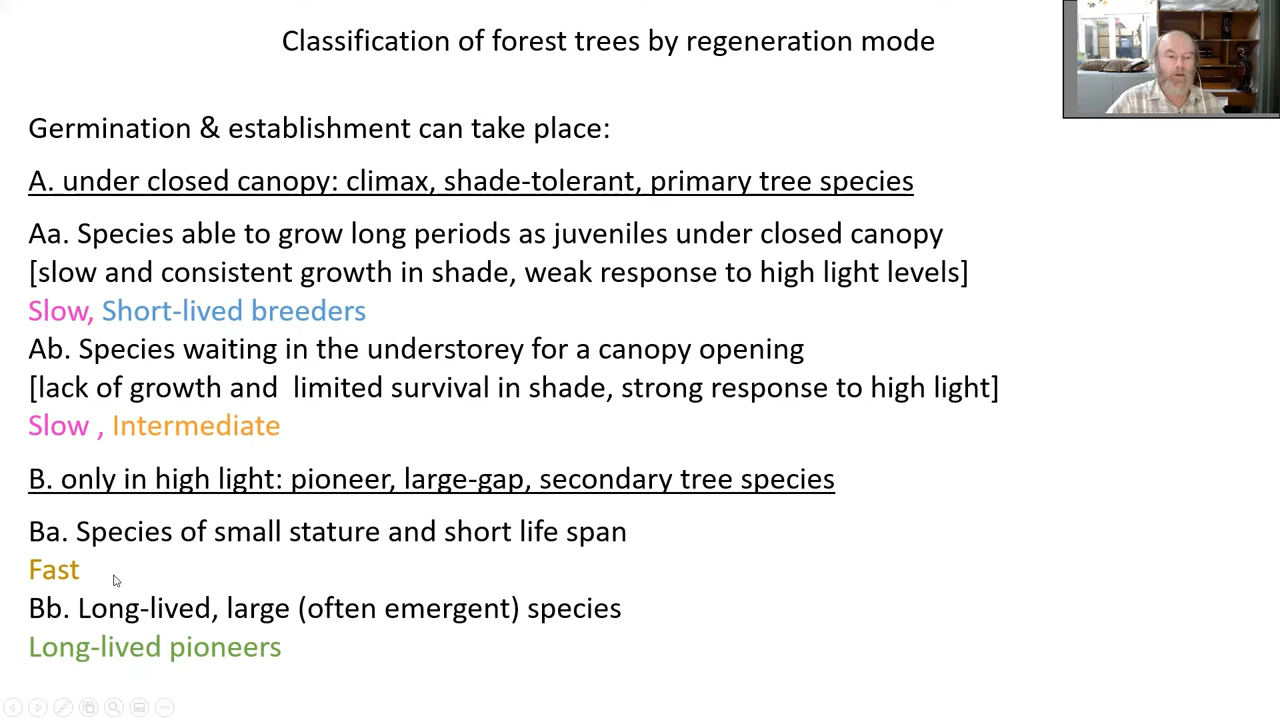 Classification of forest trees by regeneration mode
Germination & establishment can take place:
A. under closed canopy: climax, shade-tolerant, primary tree species
Aa. Species able to grow long periods as juveniles under closed canopy
[slow and consistent growth in shade, weak response to high light levels]
Slow, Short-lived breeders
Ab. Species waiting in the understorey for a canopy opening
[lack of growth and  limited survival in shade, strong response to high light]
Slow , Intermediate
B. only in high light: pioneer, large-gap, secondary tree species
Ba. Species of small stature and short life span
Fast
Bb. Long-lived, large (often emergent) species
Long-lived pioneers